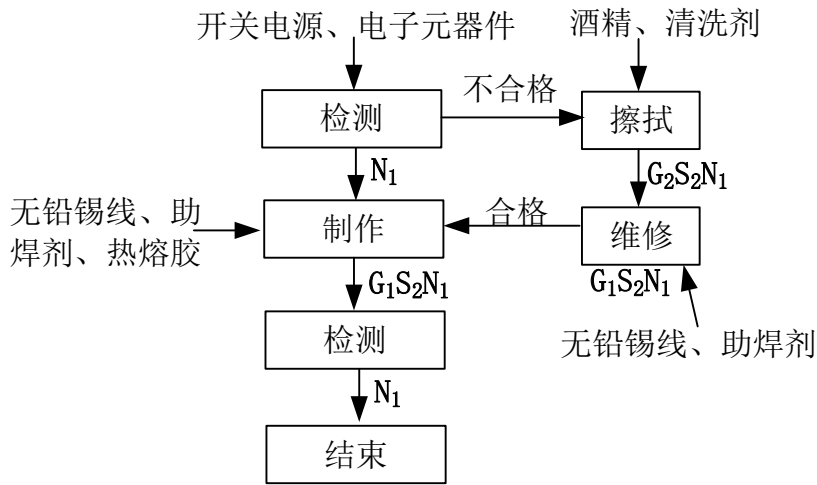 开关电源、电子元器件
酒精、清洗剂
检测
不合格
擦拭
N₁
G₂S₂N₁
无铅锡线、助
焊剂、热熔胶
制作
合格
维修
G₁S₂N₁
G₁S₂N₁
检测
无铅锡线、助焊剂
N₁
结束